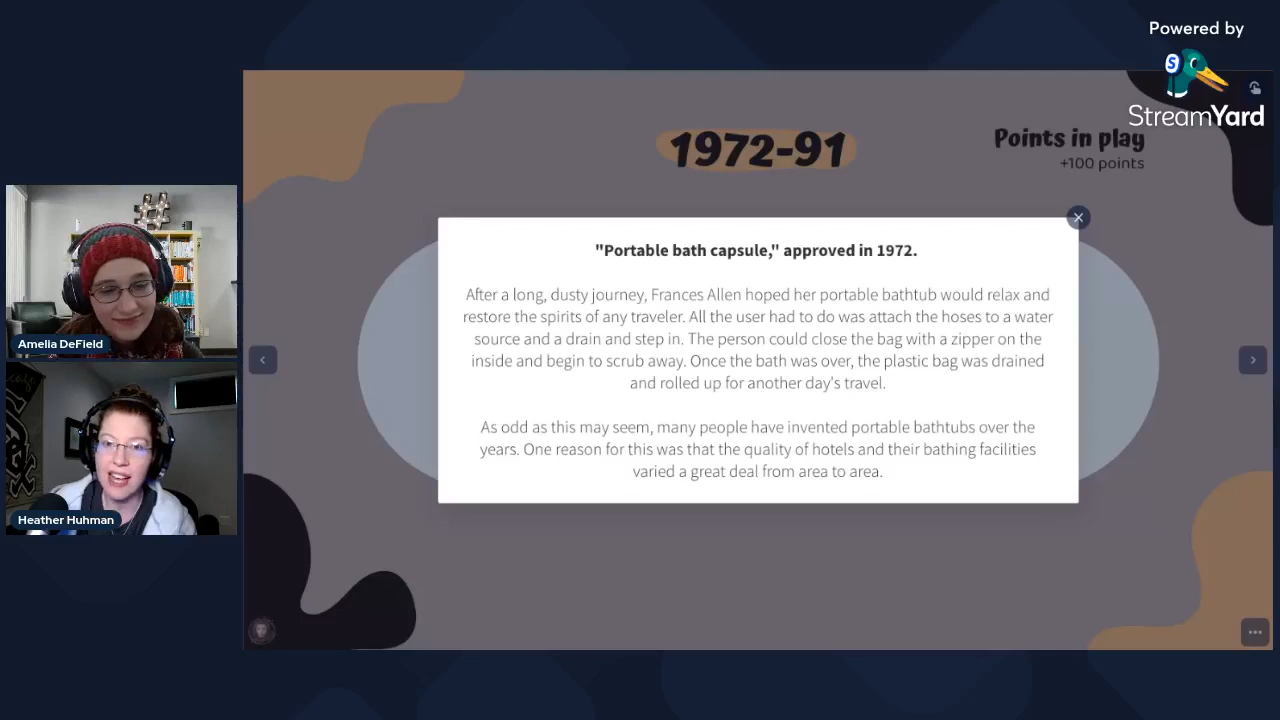 Powered by
StreamYard
1972-91
Points in play
+100 points
"Portable bath capsule," approved in 1972.
After a long, dusty journey, Frances Allen hoped her portable bathtub would relax and
restore the spirits of any traveler. All the user had to do was attach the hoses to a water
source and a drain and step in. The person could close the bag with a zipper on the
inside and begin to scrub away. Once the bath was over, the plastic bag was drained
and rolled up for another day's travel.
As odd as this may seem, many people have invented portable bathtubs over the
years. One reason for this was that the quality of hotels and their bathing facilities
varied a great deal from area to area.
#
Amelia DeField
Heather Huhman